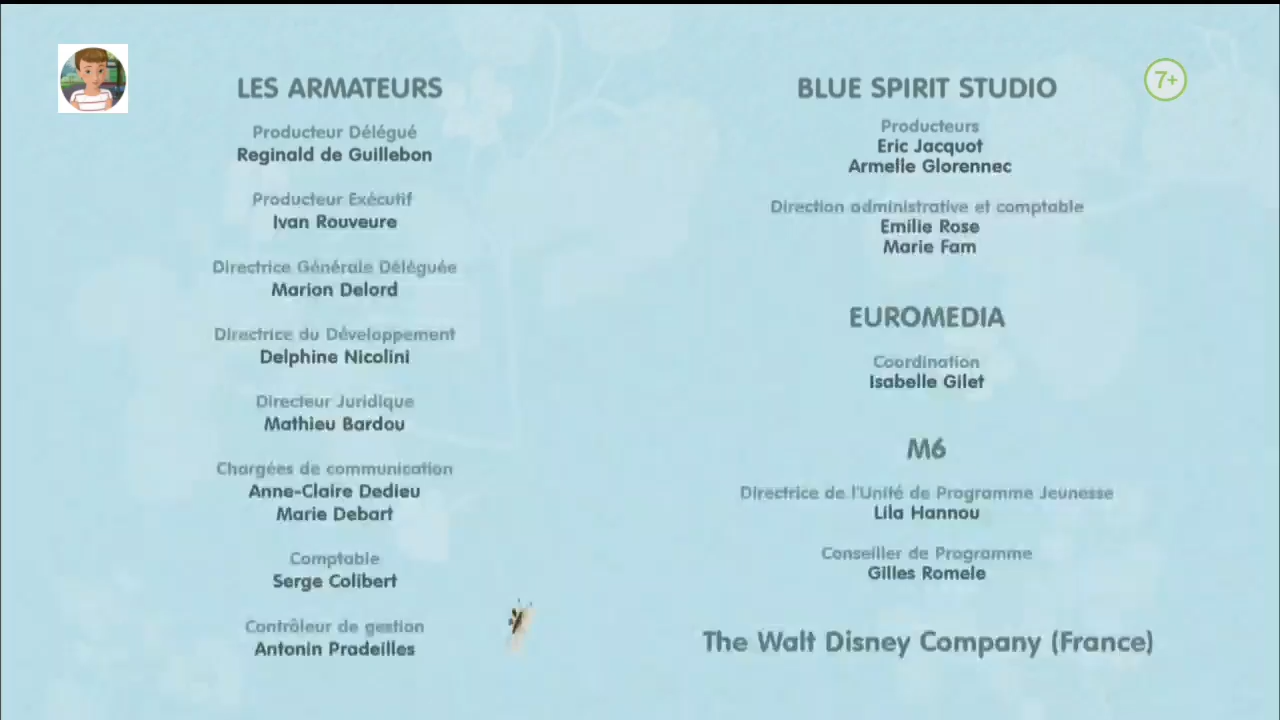 LES ARMATEURS
Producteur Délégué
Reginald de Guillebon
Producteur Exécutif
Ivan Rouveure
Directrice Générale Déléguée
Marion Delord
Directrice du Développement
Delphine Nicolini
Directeur Juridique
Mathieu Bardou
Chargées de communication
Anne-Claire Dedieu
Marie Debart
Comptable
Serge Colibert
Contrôleur de gestion
Antonin Pradeilles
BLUE SPIRIT STUDIO
Producteurs
Eric Jacquot
Armelle Glorennec
Direction administrative et comptable
Emilie Rose
Marie Fam
EUROMEDIA
Coordination
Isabelle Gilet
M6
Directrice de l'Unité de Programme Jeunesse
Lila Hannou
Conseiller de Programme
Gilles Romele
The Walt Disney Company (France)
7+